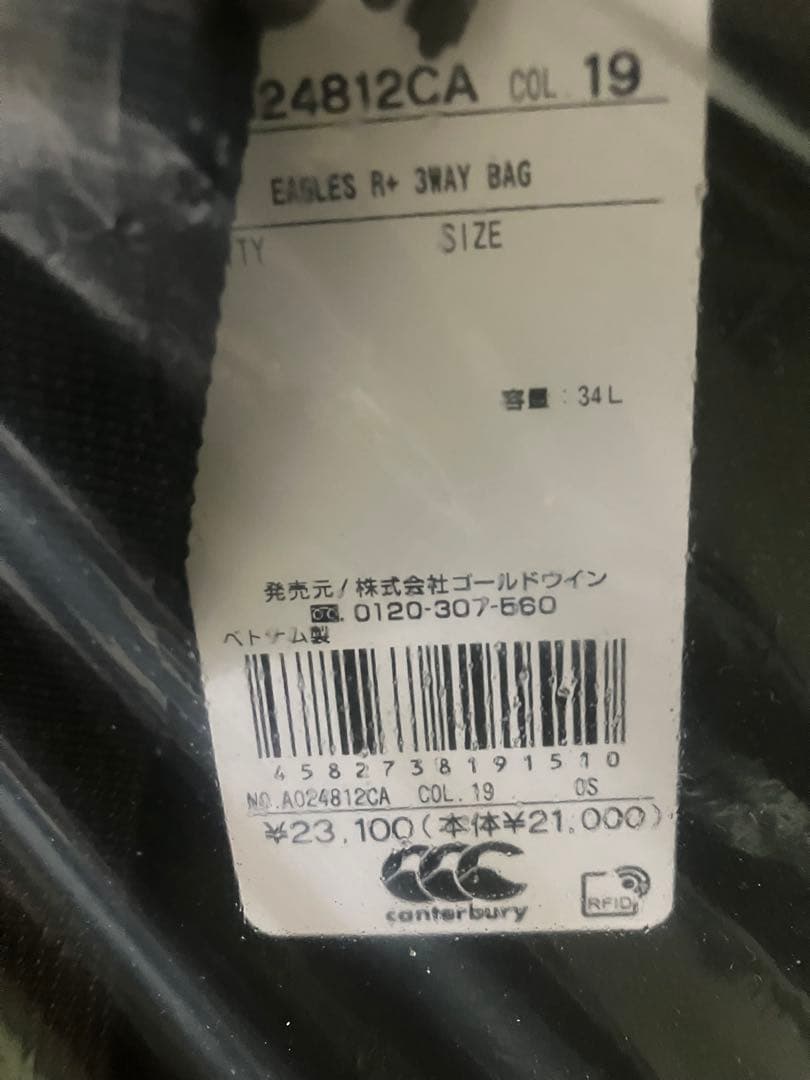 24812CA COL. 19
EAGLES R+ 3WAY BAG
TY SIZE
容量:34L
発売元/株式会社ゴールドウイン
0120-307-560
ベトナム製
4582738191510
NO.A024812CA COL.19 OS
¥23,100(本体¥21,000)
canterbury
RFID